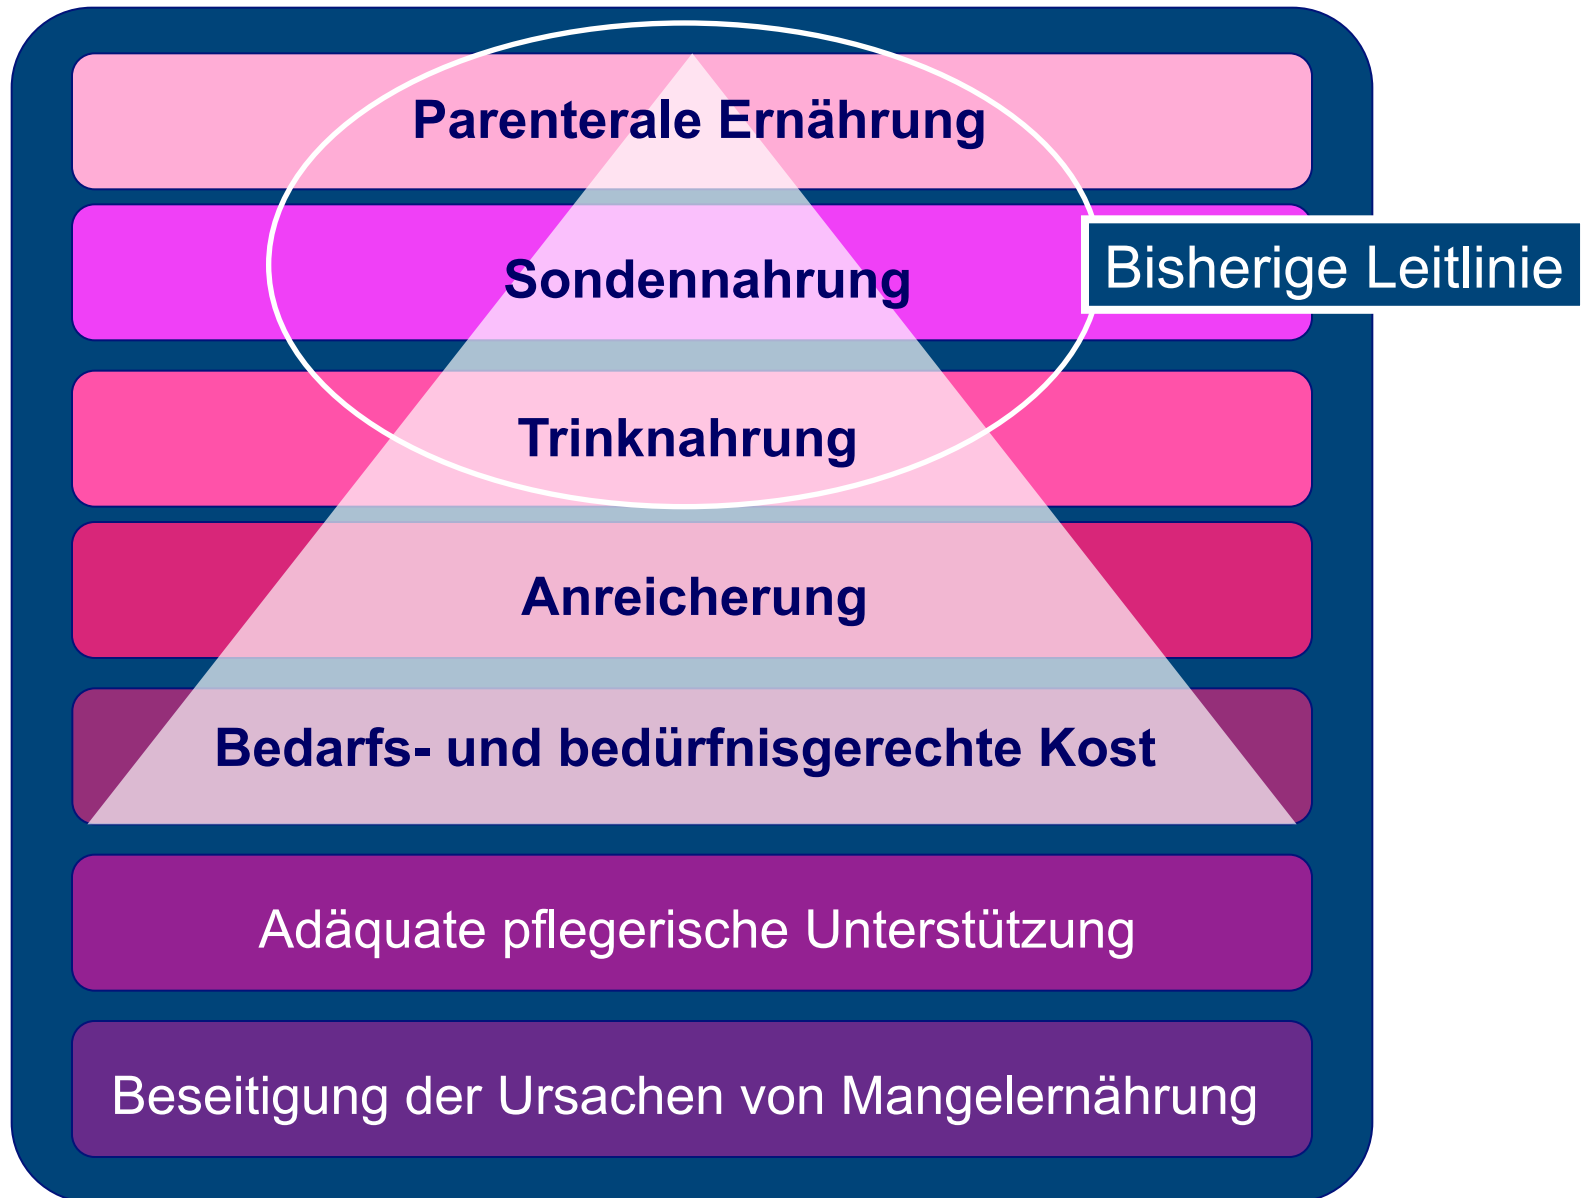 Parenterale Ernährung
Sondennahrung
Bisherige Leitlinie
Trinknahrung
Anreicherung
Bedarfs- und bedürfnisgerechte Kost
Adäquate pflegerische Unterstützung
Beseitigung der Ursachen von Mangelernährung